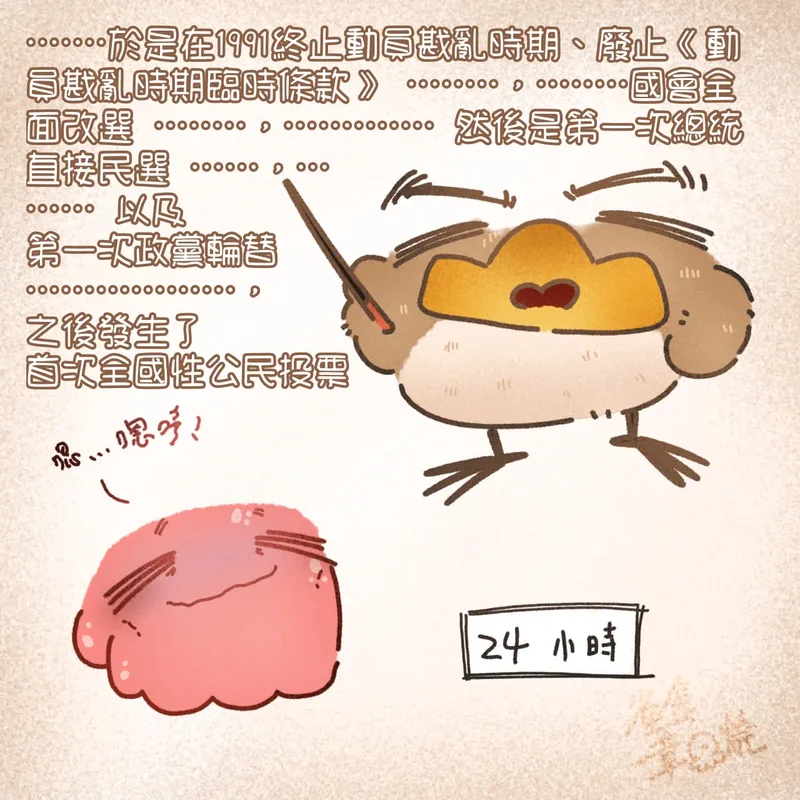 ⋯⋯⋯於是在1991終止動員戡亂時期、廢止《動
員戡亂時期臨時條款》 ⋯⋯⋯,⋯⋯⋯國會全
面改選 ⋯⋯⋯,⋯⋯⋯⋯⋯ 然後是第一次總統
直接民選 ⋯⋯,⋯
⋯⋯ 以及
第一次政黨輪替
⋯⋯⋯⋯⋯⋯⋯,
之後發生了
首次全國性公民投票
嗯...嗯哼!
24 小時